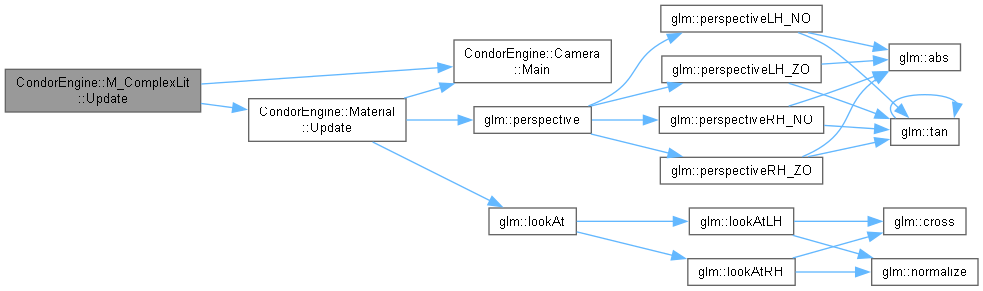 CondorEngine::M_ComplexLit
::Update
CondorEngine::Camera
::Main
CondorEngine::Material
::Update
glm::perspective
glm::perspectiveLH_NO
glm::perspectiveLH_ZO
glm::perspectiveRH_NO
glm::perspectiveRH_ZO
glm::abs
glm::tan
glm::lookAt
glm::lookAtLH
glm::lookAtRH
glm::cross
glm::normalize